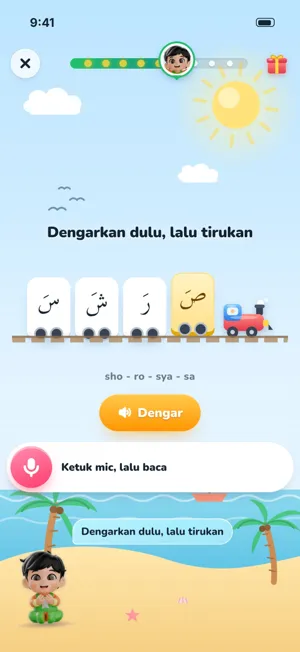 9:41
Dengarkan dulu, lalu tirukan
صَ رَ شَ سَ
sho - ro - sya - sa
Dengar
Ketuk mic, lalu baca
Dengarkan dulu, lalu tirukan